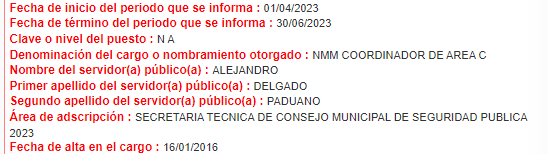 Fecha de inicio del periodo que se informa : 01/04/2023
Fecha de término del periodo que se informa : 30/06/2023
Clave o nivel del puesto : N A
Denominación del cargo o nombramiento otorgado : NMM COORDINADOR DE AREA C
Nombre del servidor(a) público(a) : ALEJANDRO
Primer apellido del servidor(a) público(a) : DELGADO
Segundo apellido del servidor(a) público(a) : PADUANO
Área de adscripción : SECRETARIA TECNICA DE CONSEJO MUNICIPAL DE SEGURIDAD PUBLICA
2023
Fecha de alta en el cargo : 16/01/2016